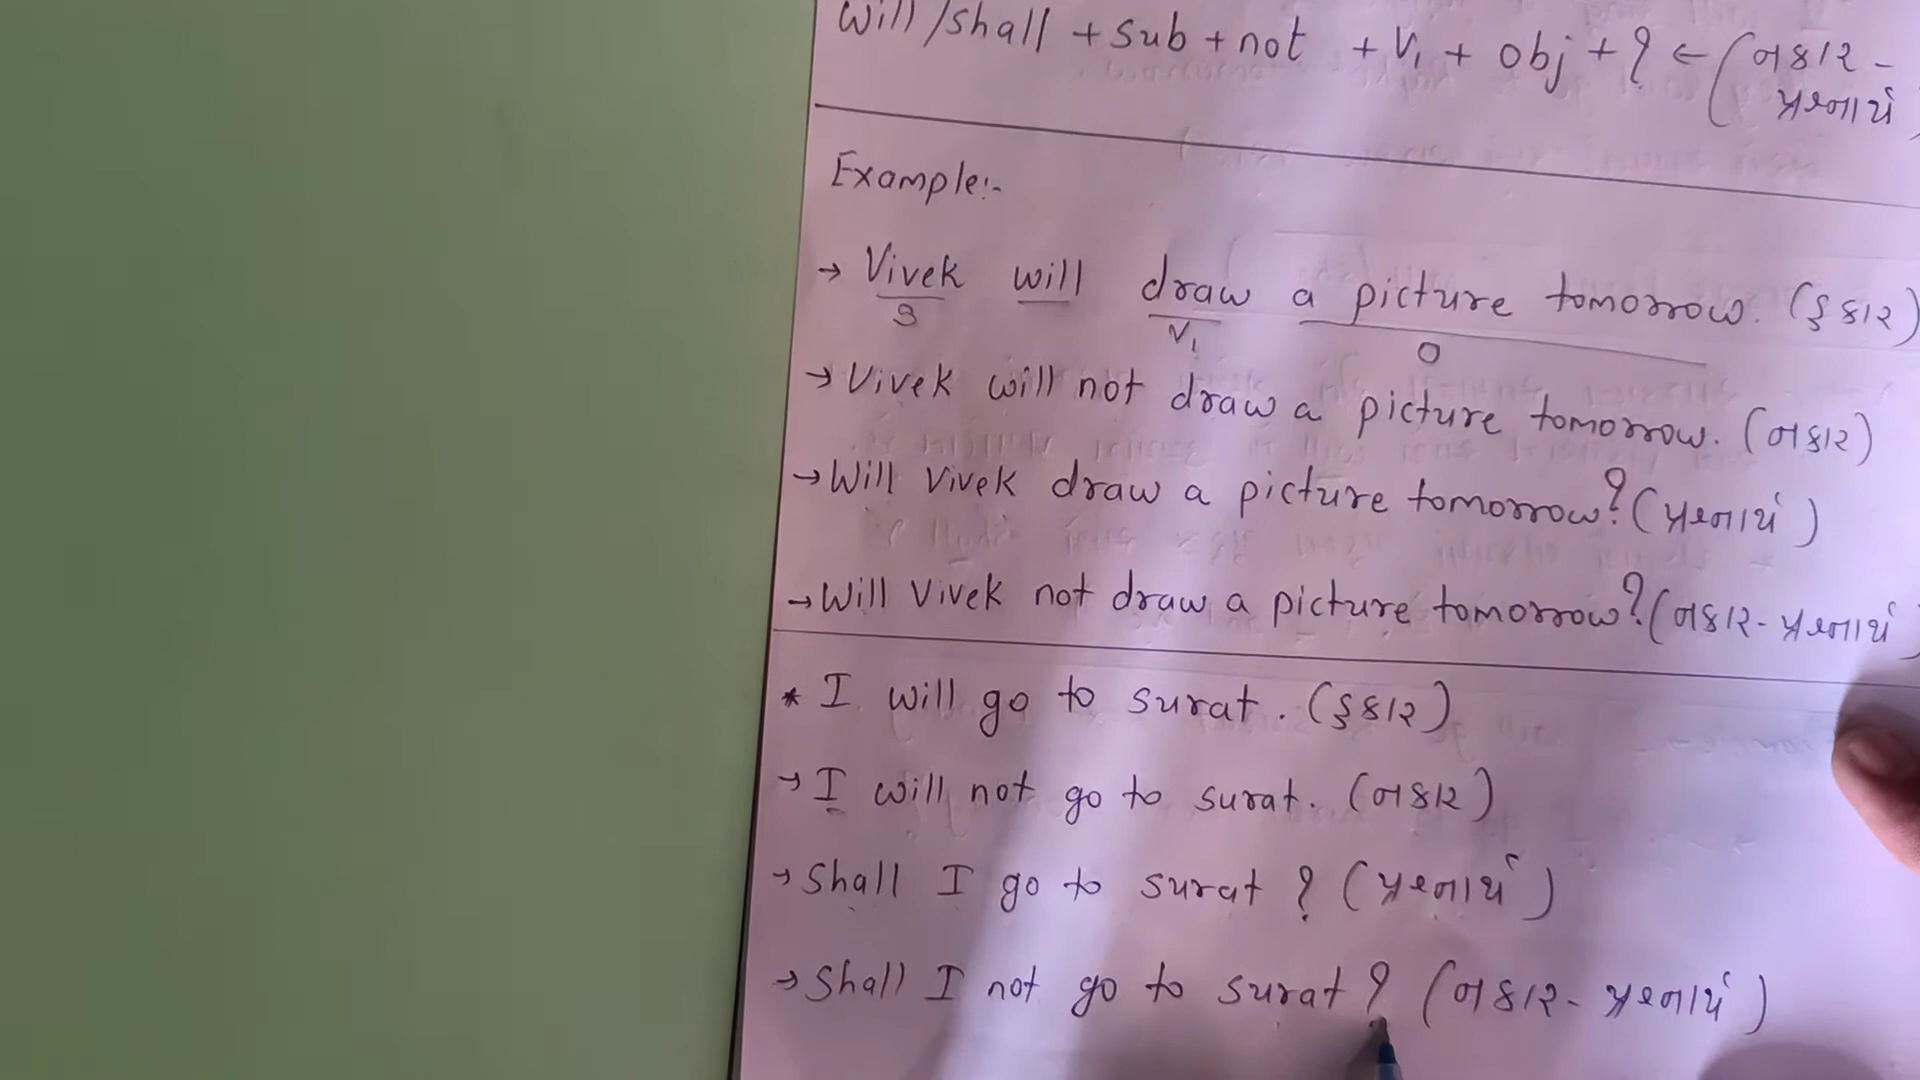 Will/shall + sub + not + V₁ + obj + ? ← (નકાર-
પ્રશ્નાર્થ
Example:-
→ Vivek will draw a picture tomorrow. (હકાર)
S V₁ O
→ Vivek will not draw a picture tomorrow. (નકાર)
→ Will Vivek draw a picture tomorrow? (પ્રશ્નાર્થ)
→ Will Vivek not draw a picture tomorrow? (નકાર-પ્રશ્નાર્થ)
* I will go to surat. (હકાર)
→ I will not go to surat. (નકાર)
→ Shall I go to surat ? (પ્રશ્નાર્થ)
→ Shall I not go to surat ? (નકાર-પ્રશ્નાર્થ)